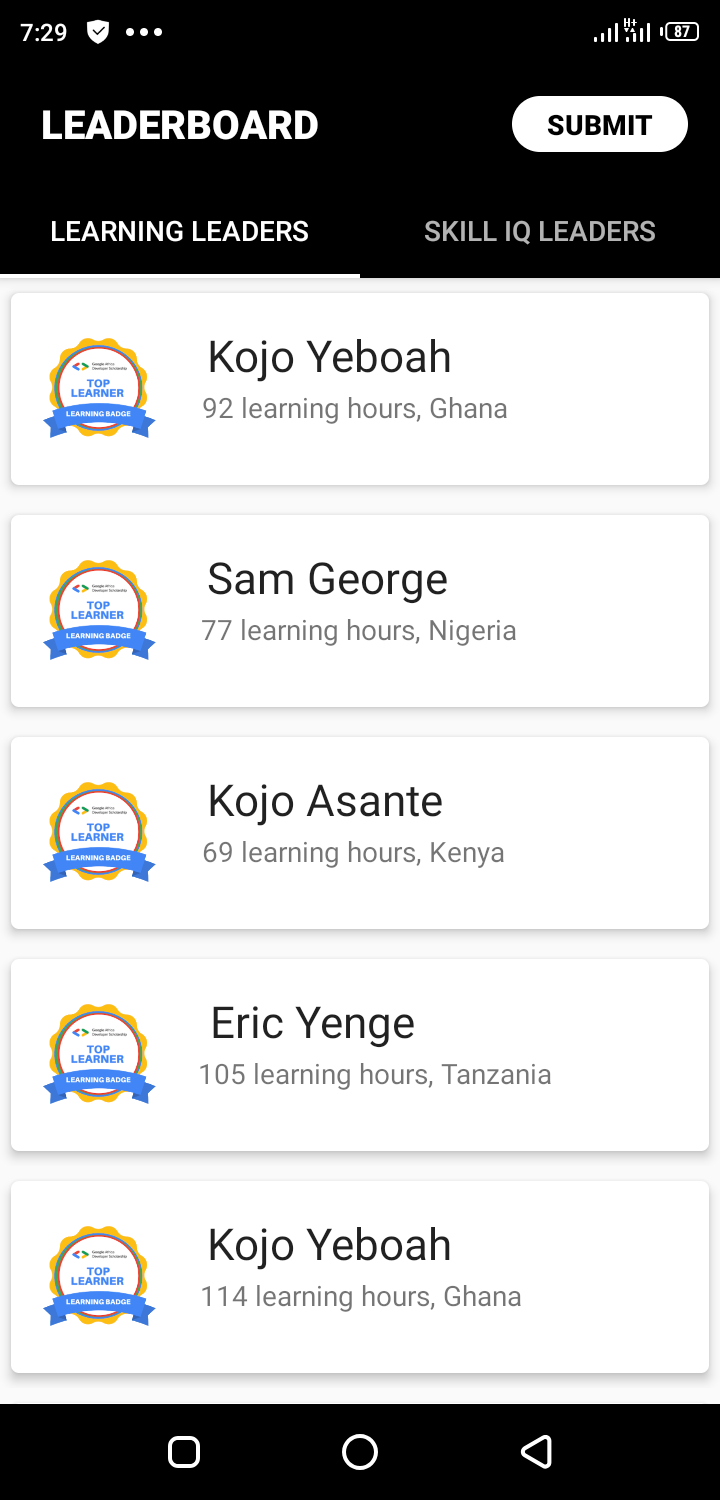 7:29
H+
87
LEADERBOARD
SUBMIT
LEARNING LEADERS
SKILL IQ LEADERS
Google Africa
Developer Scholarship
TOP
LEARNER
LEARNING BADGE
Kojo Yeboah
92 learning hours, Ghana
Google Africa
Developer Scholarship
TOP
LEARNER
LEARNING BADGE
Sam George
77 learning hours, Nigeria
Google Africa
Developer Scholarship
TOP
LEARNER
LEARNING BADGE
Kojo Asante
69 learning hours, Kenya
Google Africa
Developer Scholarship
TOP
LEARNER
LEARNING BADGE
Eric Yenge
105 learning hours, Tanzania
Google Africa
Developer Scholarship
TOP
LEARNER
LEARNING BADGE
Kojo Yeboah
114 learning hours, Ghana